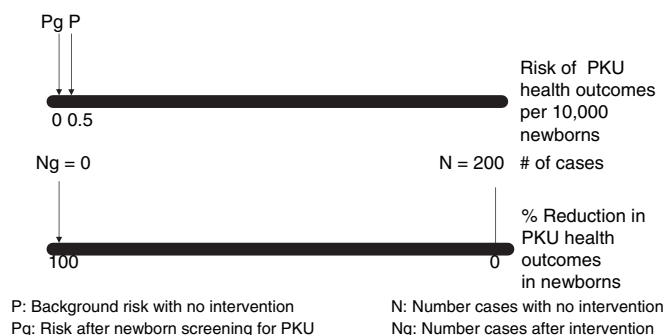 Pg P
0 0.5
Risk of PKU
health outcomes
per 10,000
newborns
Ng = 0
N = 200 # of cases
100
0
% Reduction in
PKU health
outcomes
in newborns
P: Background risk with no intervention
N: Number cases with no intervention
Pg: Risk after newborn screening for PKU
Ng: Number cases after intervention